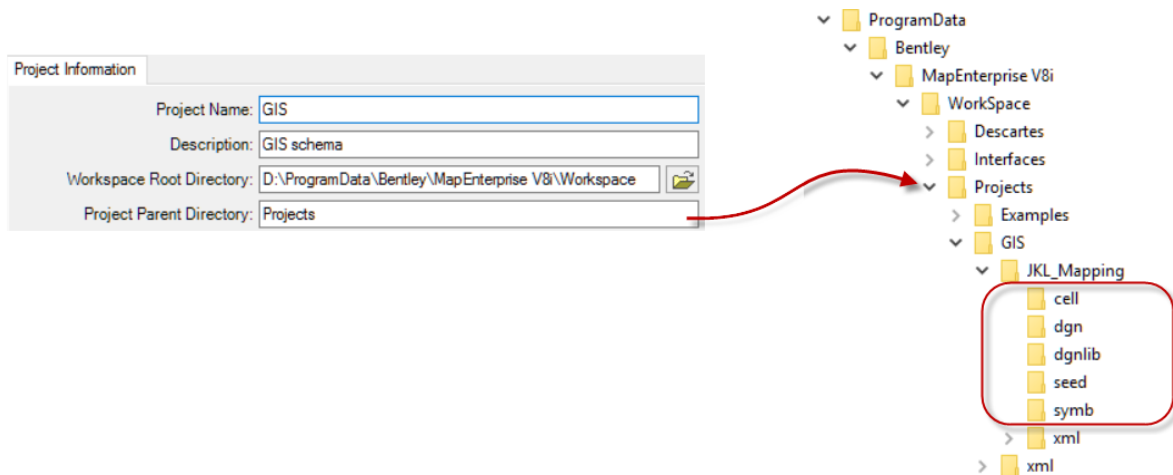 Project Information
Project Name: GIS
Description: GIS schema
Workspace Root Directory: D:\ProgramData\Bentley\MapEnterprise V8i\Workspace
Project Parent Directory: Projects
ProgramData
Bentley
MapEnterprise V8i
WorkSpace
Descartes
Interfaces
Projects
Examples
GIS
JKL_Mapping
cell
dgn
dgnlib
seed
symb
xml
xml